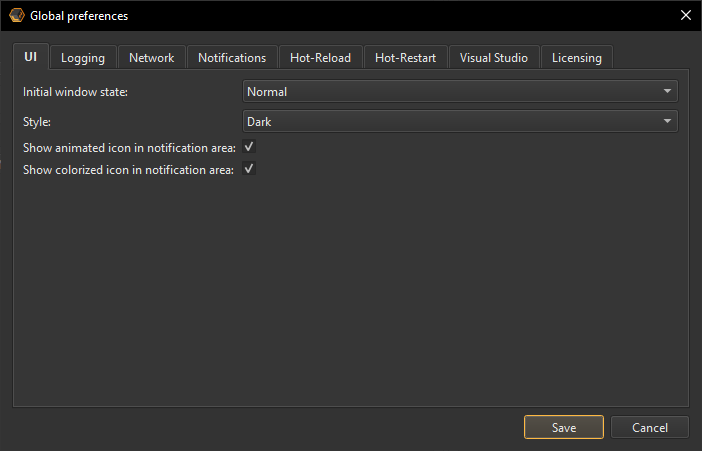 Global preferences
UI Logging Network Notifications Hot-Reload Hot-Restart Visual Studio Licensing
Initial window state: Normal
Style: Dark
Show animated icon in notification area:
Show colorized icon in notification area:
Save Cancel